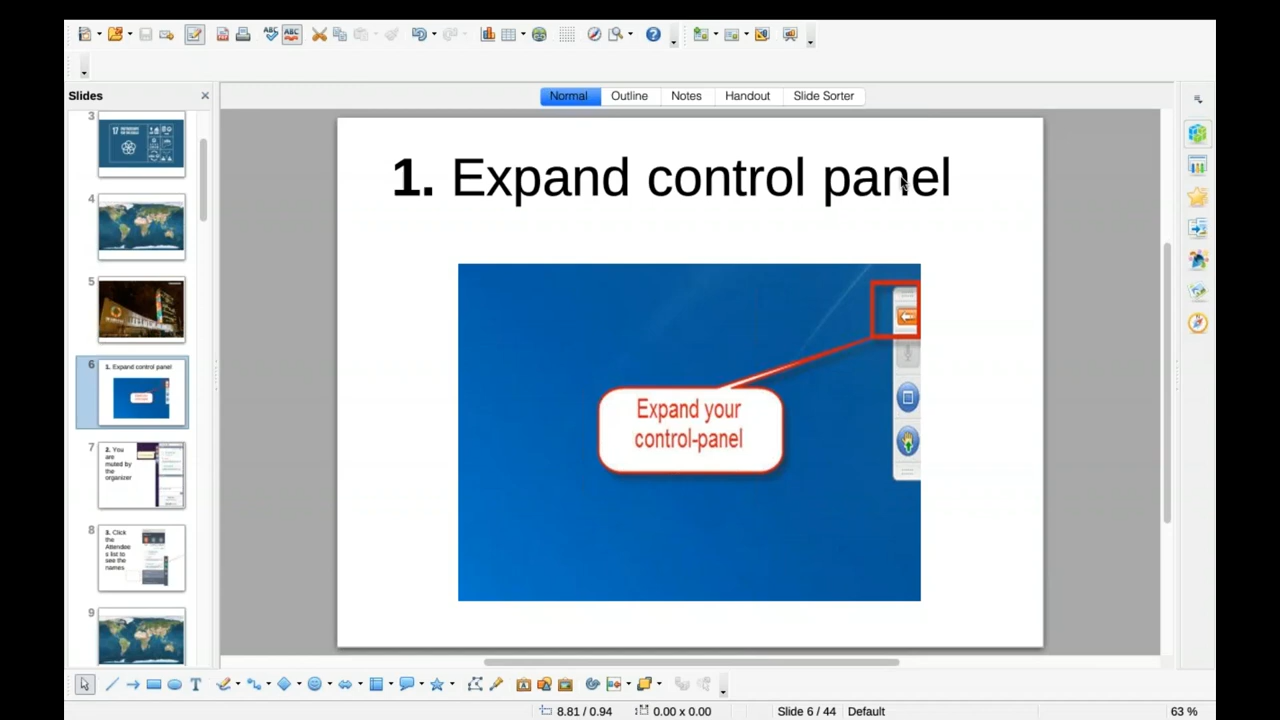 Slides
Normal
Outline
Notes
Handout
Slide Sorter
3
17
4
5
6
1. Expand control panel
7
2. You
are
muted by
the
organizer
8
3. Click
the
Attendee
s list to
see the
names
9
1. Expand control panel
Expand your
control-panel
8.81 / 0.94
0.00 x 0.00
Slide 6 / 44
Default
63 %